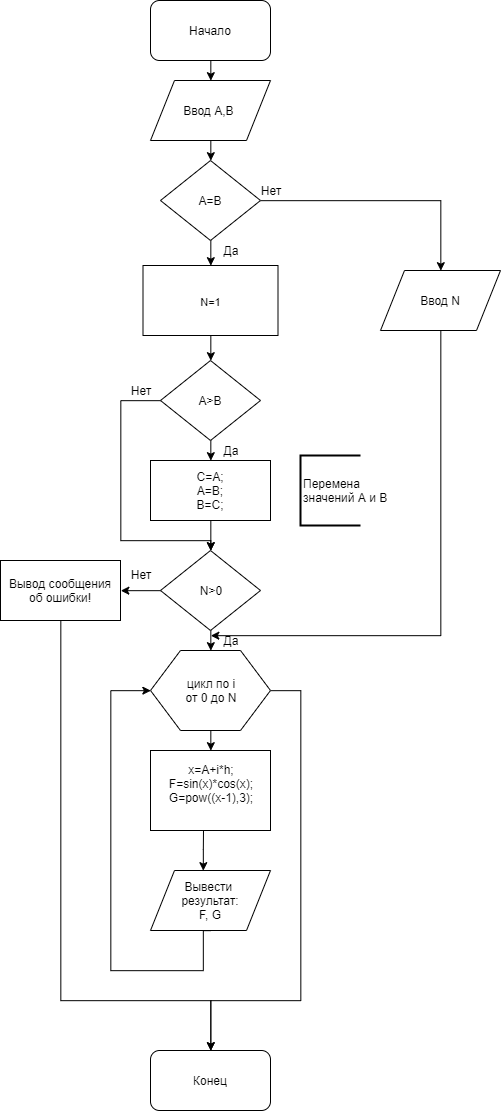 Начало
Ввод A,B
A=B
Нет
Да
N=1
Ввод N
Нет
A>B
Да
C=A;
A=B;
B=C;
Перемена
значений А и В
Вывод сообщения
об ошибки!
Нет
N>0
Да
цикл по i
от 0 до N
x=A+i*h;
F=sin(x)*cos(x);
G=pow((x-1),3);
Вывести
результат:
F, G
Конец